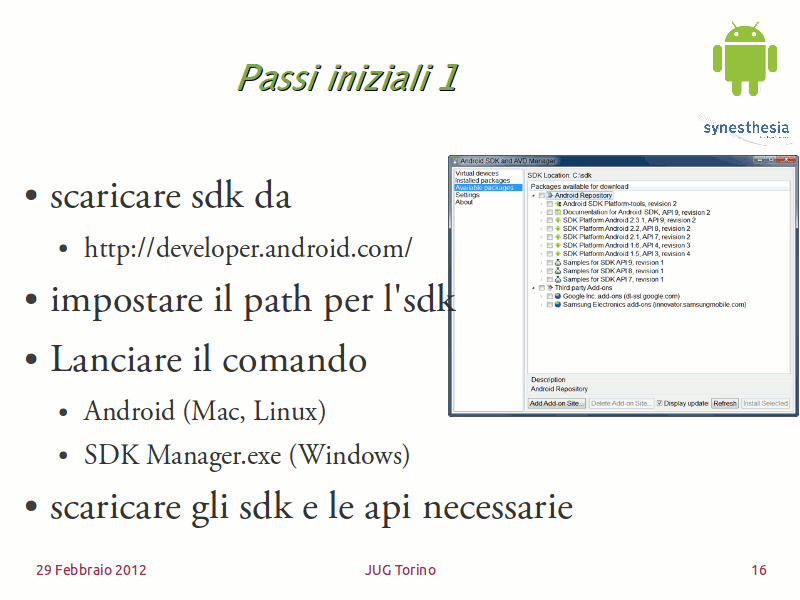 Passi iniziali 1
synesthesia
• scaricare sdk da
• http://developer.android.com/
• impostare il path per l'sdk
• Lanciare il comando
• Android (Mac, Linux)
• SDK Manager.exe (Windows)
• scaricare gli sdk e le api necessarie
Android SDK and AVD Manager
Virtual devices
Installed packages
Available packages
Settings
About
SDK Location: C:\sdk
Packages available for download
Android Repository
Android SDK Platform-tools, revision 2
Documentation for Android SDK, API 9, revision 2
SDK Platform Android 2.3.1, API 9, revision 2
SDK Platform Android 2.2, API 8, revision 2
SDK Platform Android 2.1, API 7, revision 2
SDK Platform Android 1.6, API 4, revision 3
SDK Platform Android 1.5, API 3, revision 4
Samples for SDK API 9, revision 1
Samples for SDK API 8, revision 1
Samples for SDK API 7, revision 1
Third party Add-ons
Google Inc. add-ons (dl-ssl.google.com)
Samsung Electronics add-ons (innovator.samsungmobile.com)
Description
Android Repository
Add Add-on Site... Delete Add-on Site... Display update Refresh Install Selected
29 Febbraio 2012 JUG Torino 16